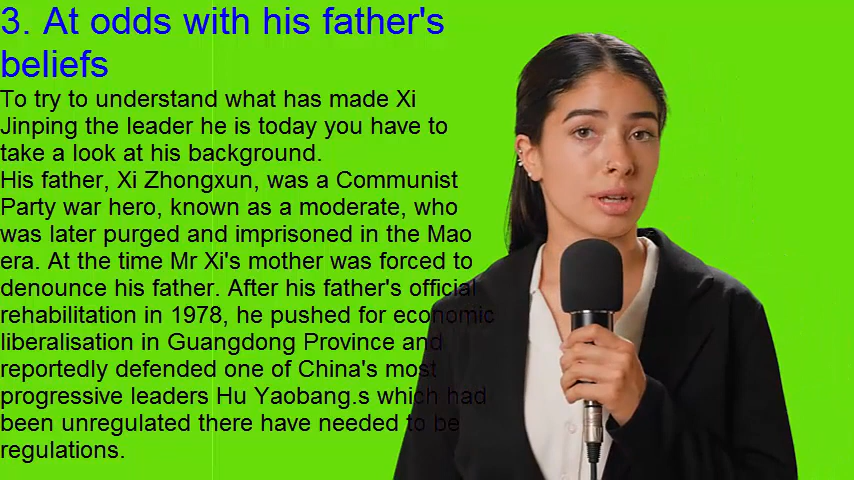 3. At odds with his father's
beliefs
To try to understand what has made Xi
Jinping the leader he is today you have to
take a look at his background.
His father, Xi Zhongxun, was a Communist
Party war hero, known as a moderate, who
was later purged and imprisoned in the Mao
era. At the time Mr Xi's mother was forced to
denounce his father. After his father's official
rehabilitation in 1978, he pushed for economic
liberalisation in Guangdong Province and
reportedly defended one of China's most
progressive leaders Hu Yaobang.s which had
been unregulated there have needed to be
regulations.